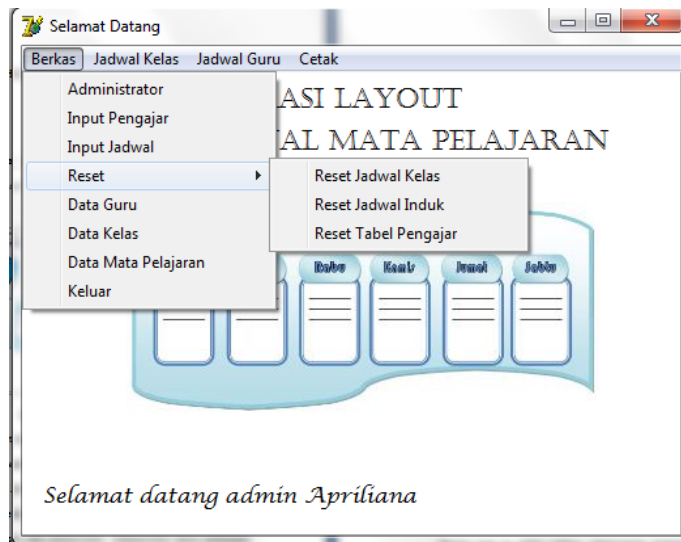 Selamat Datang
Berkas Jadwal Kelas Jadwal Guru Cetak
ASI LAYOUT
AL MATA PELAJARAN
Administrator
Input Pengajar
Input Jadwal
Reset
Data Guru
Data Kelas
Data Mata Pelajaran
Keluar
Reset Jadwal Kelas
Reset Jadwal Induk
Reset Tabel Pengajar
Rabu Kamis Jumat Sabtu
Selamat datang admin Apriliana